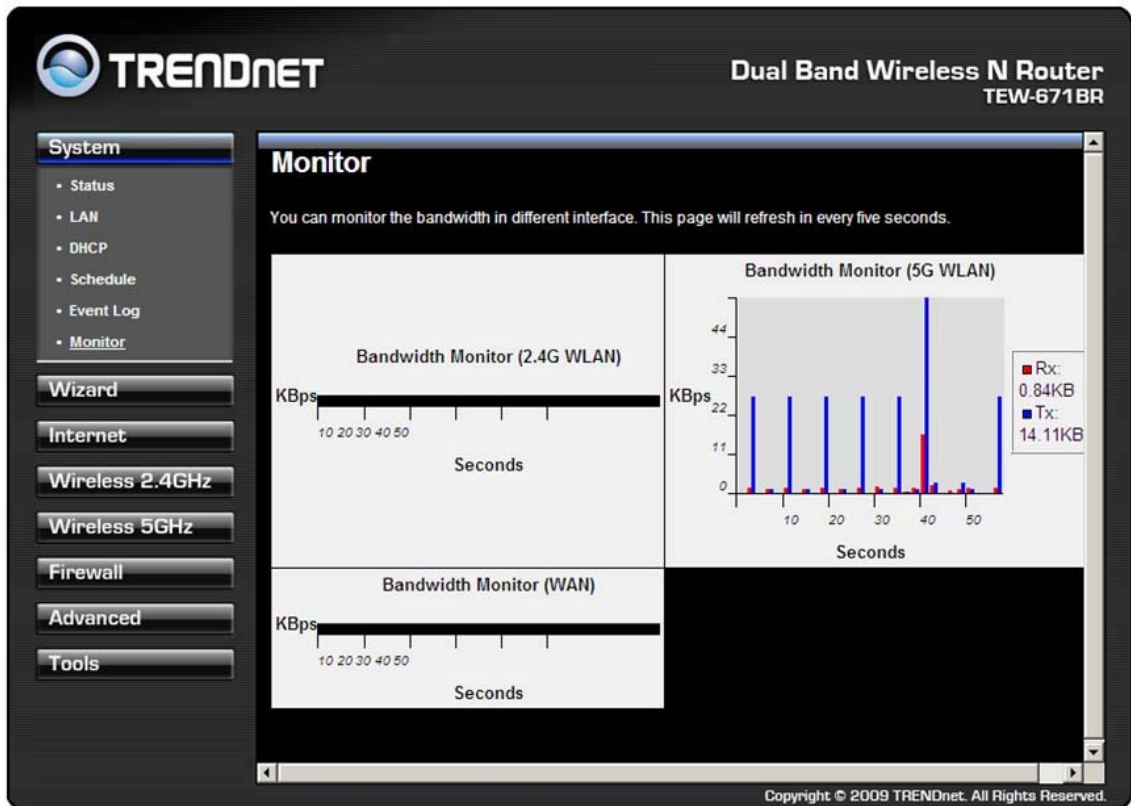 TRENDNET
Dual Band Wireless N Router
TEW-671BR
System
• Status
• LAN
• DHCP
• Schedule
• Event Log
• Monitor
Wizard
Internet
Wireless 2.4GHz
Wireless 5GHz
Firewall
Advanced
Tools
Monitor
You can monitor the bandwidth in different interface. This page will refresh in every five seconds.
Bandwidth Monitor (2.4G WLAN)
KBps
10 20 30 40 50
Seconds
Bandwidth Monitor (5G WLAN)
44
33
KBps
22
11
0
10 20 30 40 50
Seconds
Rx:
0.84KB
Tx:
14.11KB
Bandwidth Monitor (WAN)
KBps
10 20 30 40 50
Seconds
Copyright © 2009 TRENDnet. All Rights Reserved.